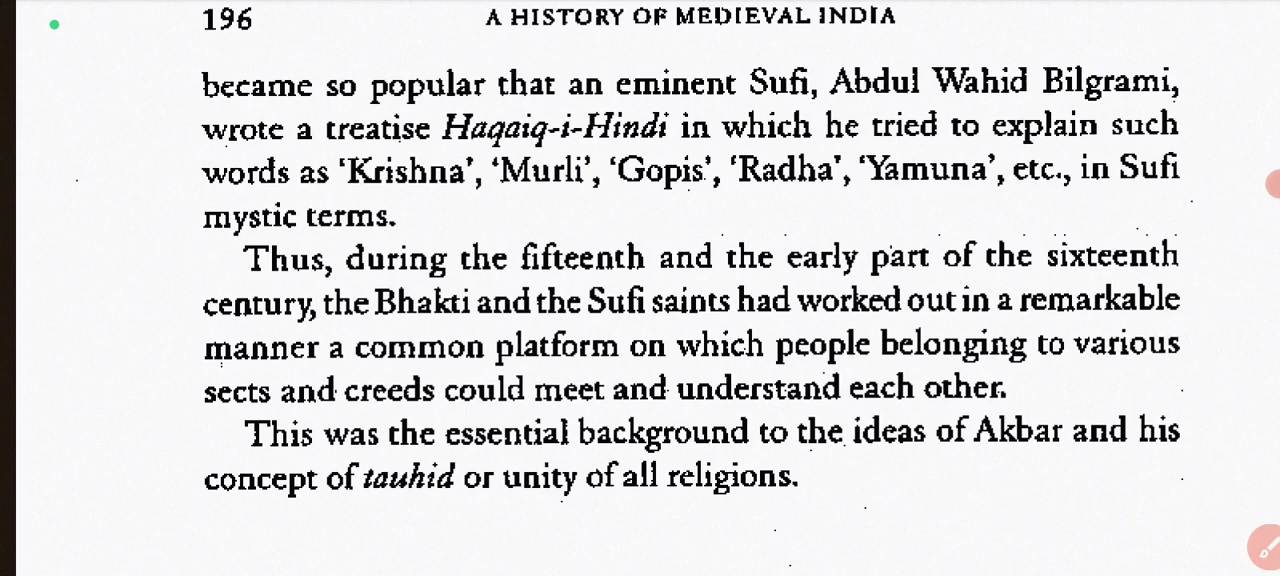 196 A HISTORY OF MEDIEVAL INDIA
became so popular that an eminent Sufi, Abdul Wahid Bilgrami,
wrote a treatise Haqaiq-i-Hindi in which he tried to explain such
words as ‘Krishna’, ‘Murli’, ‘Gopis’, ‘Radha’, ‘Yamuna’, etc., in Sufi
mystic terms.
Thus, during the fifteenth and the early part of the sixteenth
century, the Bhakti and the Sufi saints had worked out in a remarkable
manner a common platform on which people belonging to various
sects and creeds could meet and understand each other.
This was the essential background to the ideas of Akbar and his
concept of tauhid or unity of all religions.